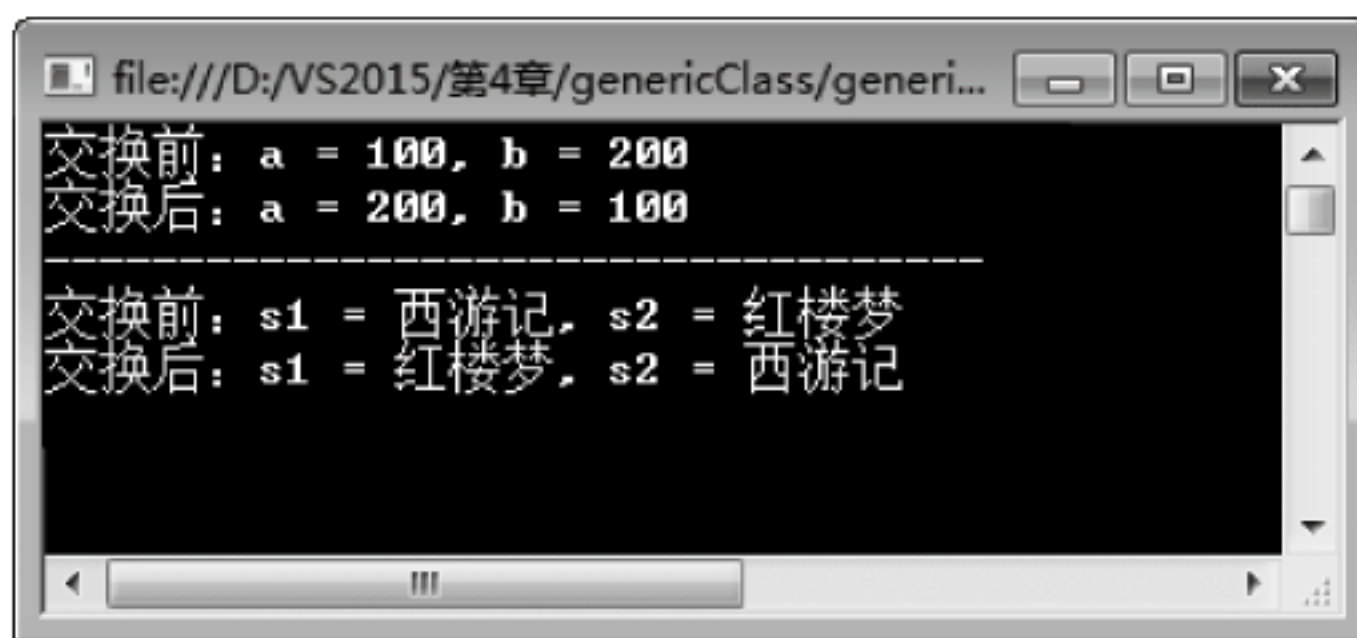 file:///D:/VS2015/第4章/genericClass/generi...
交换前：a = 100, b = 200
交换后：a = 200, b = 100
-----------------------------------
交换前：s1 = 西游记, s2 = 红楼梦
交换后：s1 = 红楼梦, s2 = 西游记